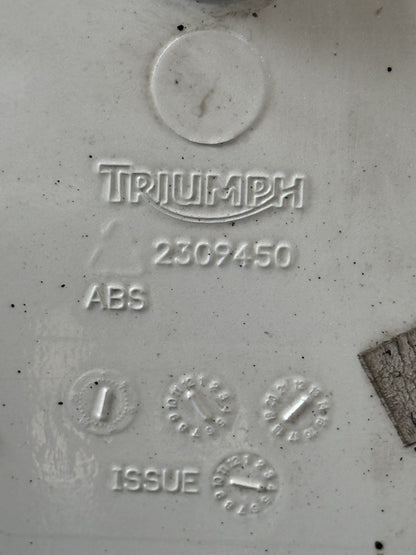 TRIUMPH
2309450
ABS
ISSUE